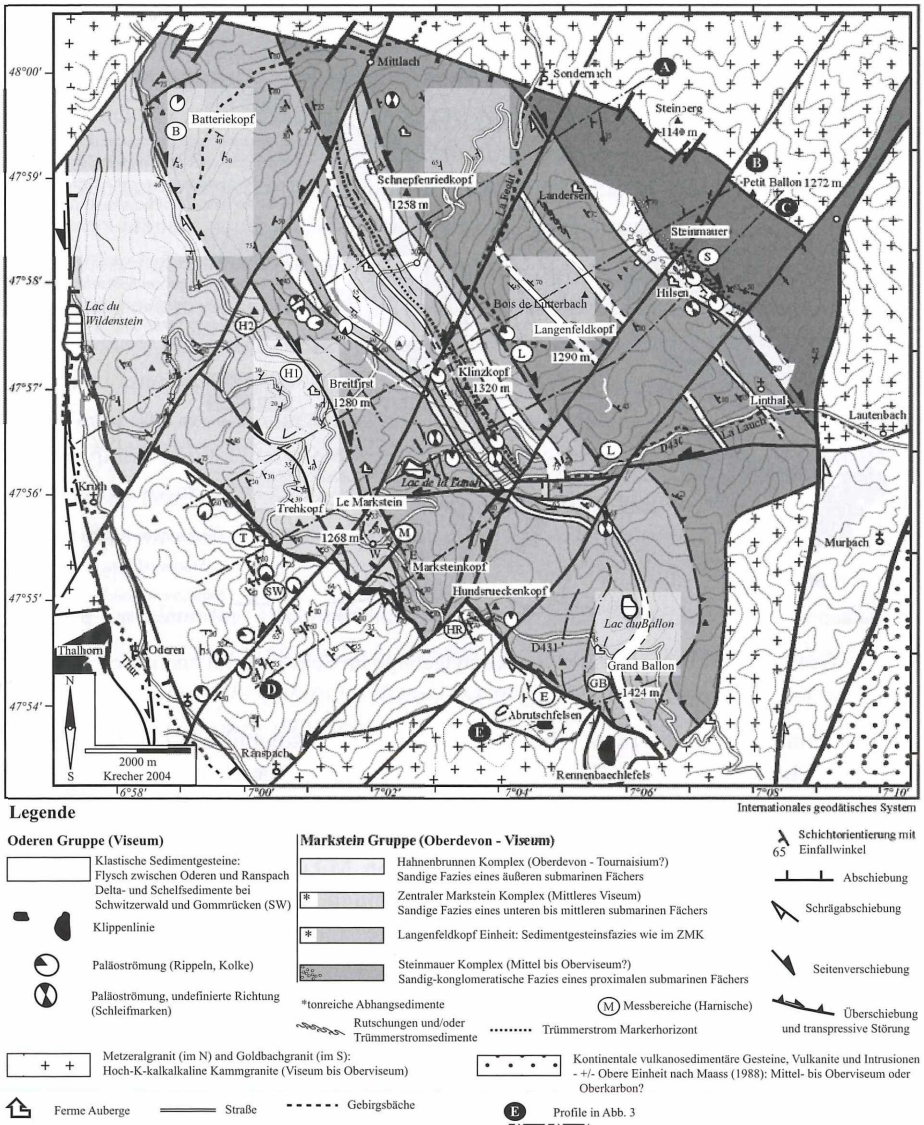 48°00'
47°59'
47°58'
47°57'
47°56'
47°55'
47°54'
Mittlach
Sondernach
A
Steinberg
1140 m
B
Batteriekopf
B
Petit Ballon 1272 m
C
Schnepfenriedkopf
1258 m
La Fecht
Landersen
Steinmauer
S
Hilsen
Lac du
Wildenstein
Bois de Lutterbach
Langenfeldkopf
1290 m
L
H2
H1
Breitfirst
1280 m
Klinzkopf
1320 m
Linthal
Lautenbach
La Lauch
D430
L
Lac de la Lauch
Kruth
Trehkopf
Le Markstein
1268 m
T
M
Murbach
Marksteinkopf
SW
Hundsrueckenkopf
HR
Lac du Ballon
Thalhorn
Oderen
Thur
D431
Grand Ballon
1424 m
GB
E
D
Abrutschfelsen
E
Ranspach
Rennenbaechlefels
N
S
2000 m
Krecher 2004
6°58' 7°00' 7°02' 7°04' 7°06' 7°08' 7°10'
Internationales geodätisches System
Legende
Oderen Gruppe (Viseum)
Klastische Sedimentgesteine:
Flysch zwischen Oderen und Ranspach
Delta- und Schelfsedimente bei
Schwitzerwald und Gommrücken (SW)
Klippenlinie
Paläoströmung (Rippeln, Kolke)
Paläoströmung, undefinierte Richtung
(Schleifmarken)
Markstein Gruppe (Oberdevon - Viseum)
Hahnenbrunnen Komplex (Oberdevon - Tournaisium?)
Sandige Fazies eines äußeren submarinen Fächers
* Zentraler Markstein Komplex (Mittleres Viseum)
Sandige Fazies eines unteren bis mittleren submarinen Fächers
* Langenfeldkopf Einheit: Sedimentgesteinsfazies wie im ZMK
Steinmauer Komplex (Mittel bis Oberviseum?)
Sandig-konglomeratische Fazies eines proximalen submarinen Fächers
*tonreiche Abhangsedimente
M Messbereiche (Harnische)
Rutschungen und/oder
Trümmerstromsedimente
Trümmerstrom Markerhorizont
65 Schichtorientierung mit
Einfallwinkel
Abschiebung
Schrägabschiebung
Seitenverschiebung
Überschiebung
und transpressive Störung
Metzeralgranit (im N) and Goldbachgranit (im S):
Hoch-K-kalkalkaline Kammgranite (Viseum bis Oberviseum)
Kontinentale vulkanosedimentäre Gesteine, Vulkanite und Intrusionen
- +/- Obere Einheit nach Maass (1988): Mittel- bis Oberviseum oder
Oberkarbon?
Ferme Auberge
Straße
Gebirgsbäche
E Profile in Abb. 3